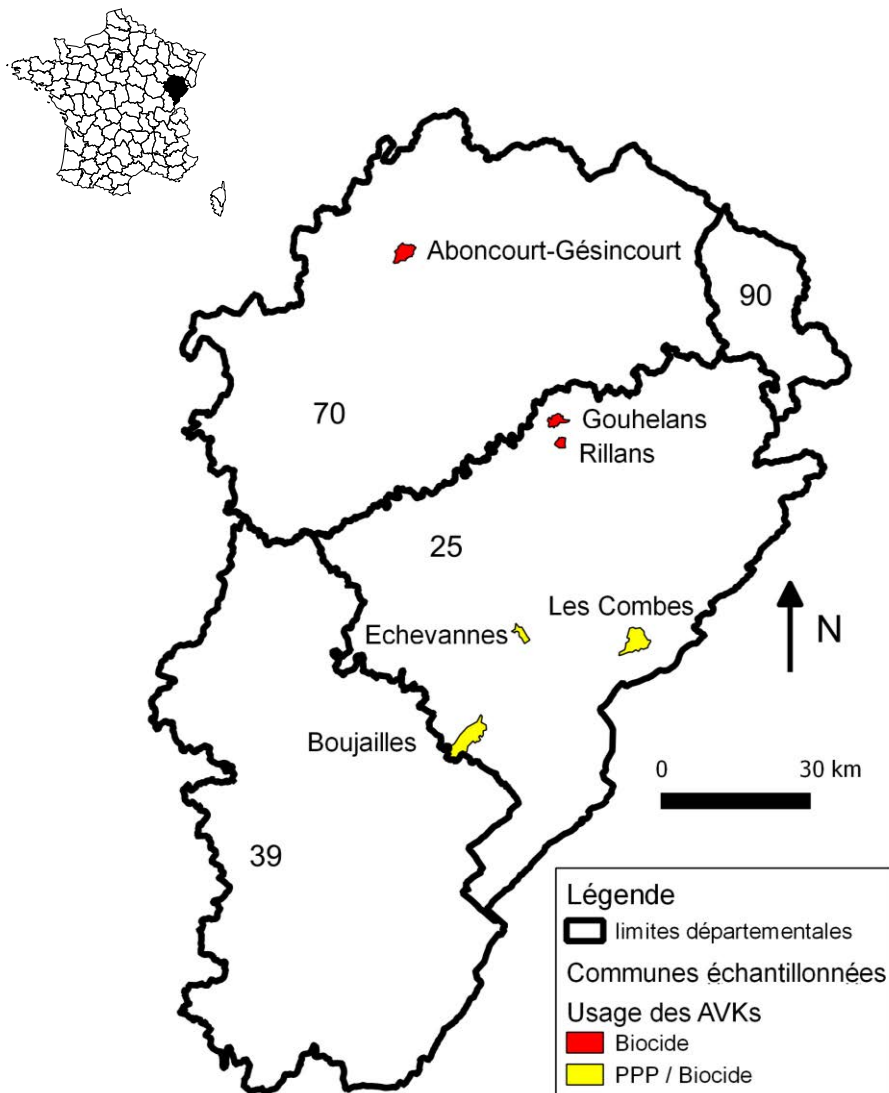 Aboncourt-Gésincourt
90
70
Gouhelans
Rillans
25
Les Combes
Echevannes
N
Boujailles
0 30 km
39
Légende
limites départementales
Communes échantillonnées
Usage des AVKs
Biocide
PPP / Biocide